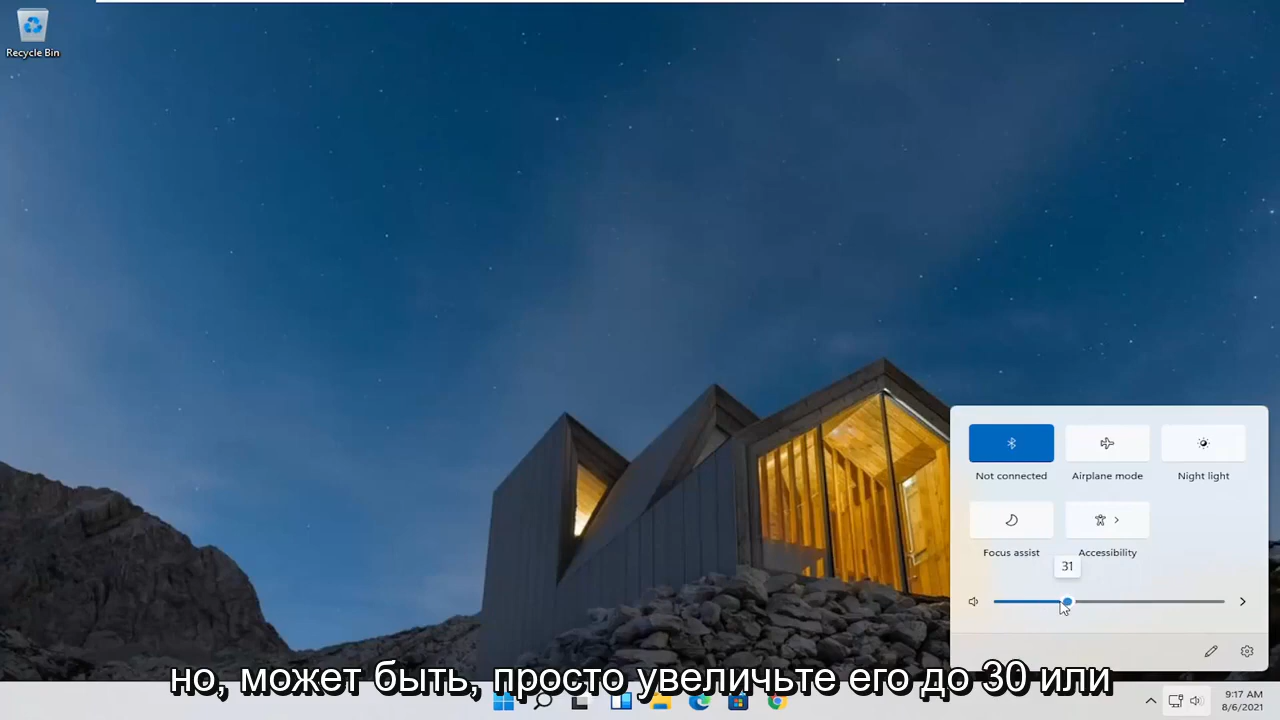 Recycle Bin
Not connected
Airplane mode
Night light
Focus assist
Accessibility
31
но, может быть, просто увеличьте его до 30 или
9:17 AM
8/6/2021